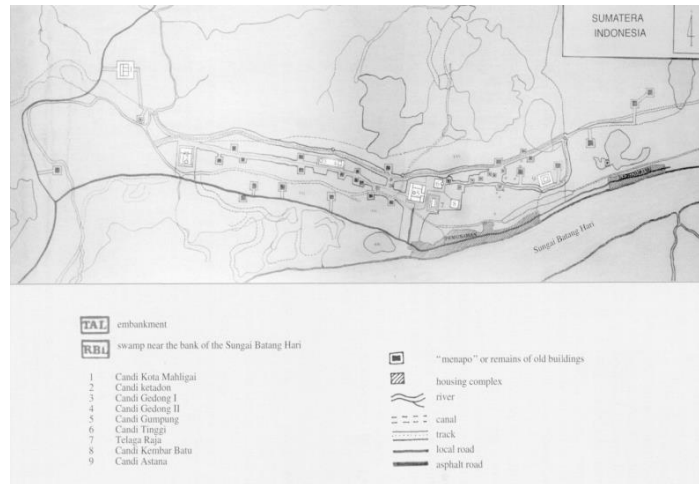 SUMATERA
INDONESIA
Sungai Batang Hari
TAL embankment
RBL swamp near the bank of the Sungai Batang Hari
1 Candi Kota Mahligai
2 Candi ketadon
3 Candi Gedong I
4 Candi Gedong II
5 Candi Gumpung
6 Candi Tinggi
7 Telaga Raja
8 Candi Kembar Batu
9 Candi Astana
"menapo" or remains of old buildings
housing complex
river
canal
track
local road
asphalt road